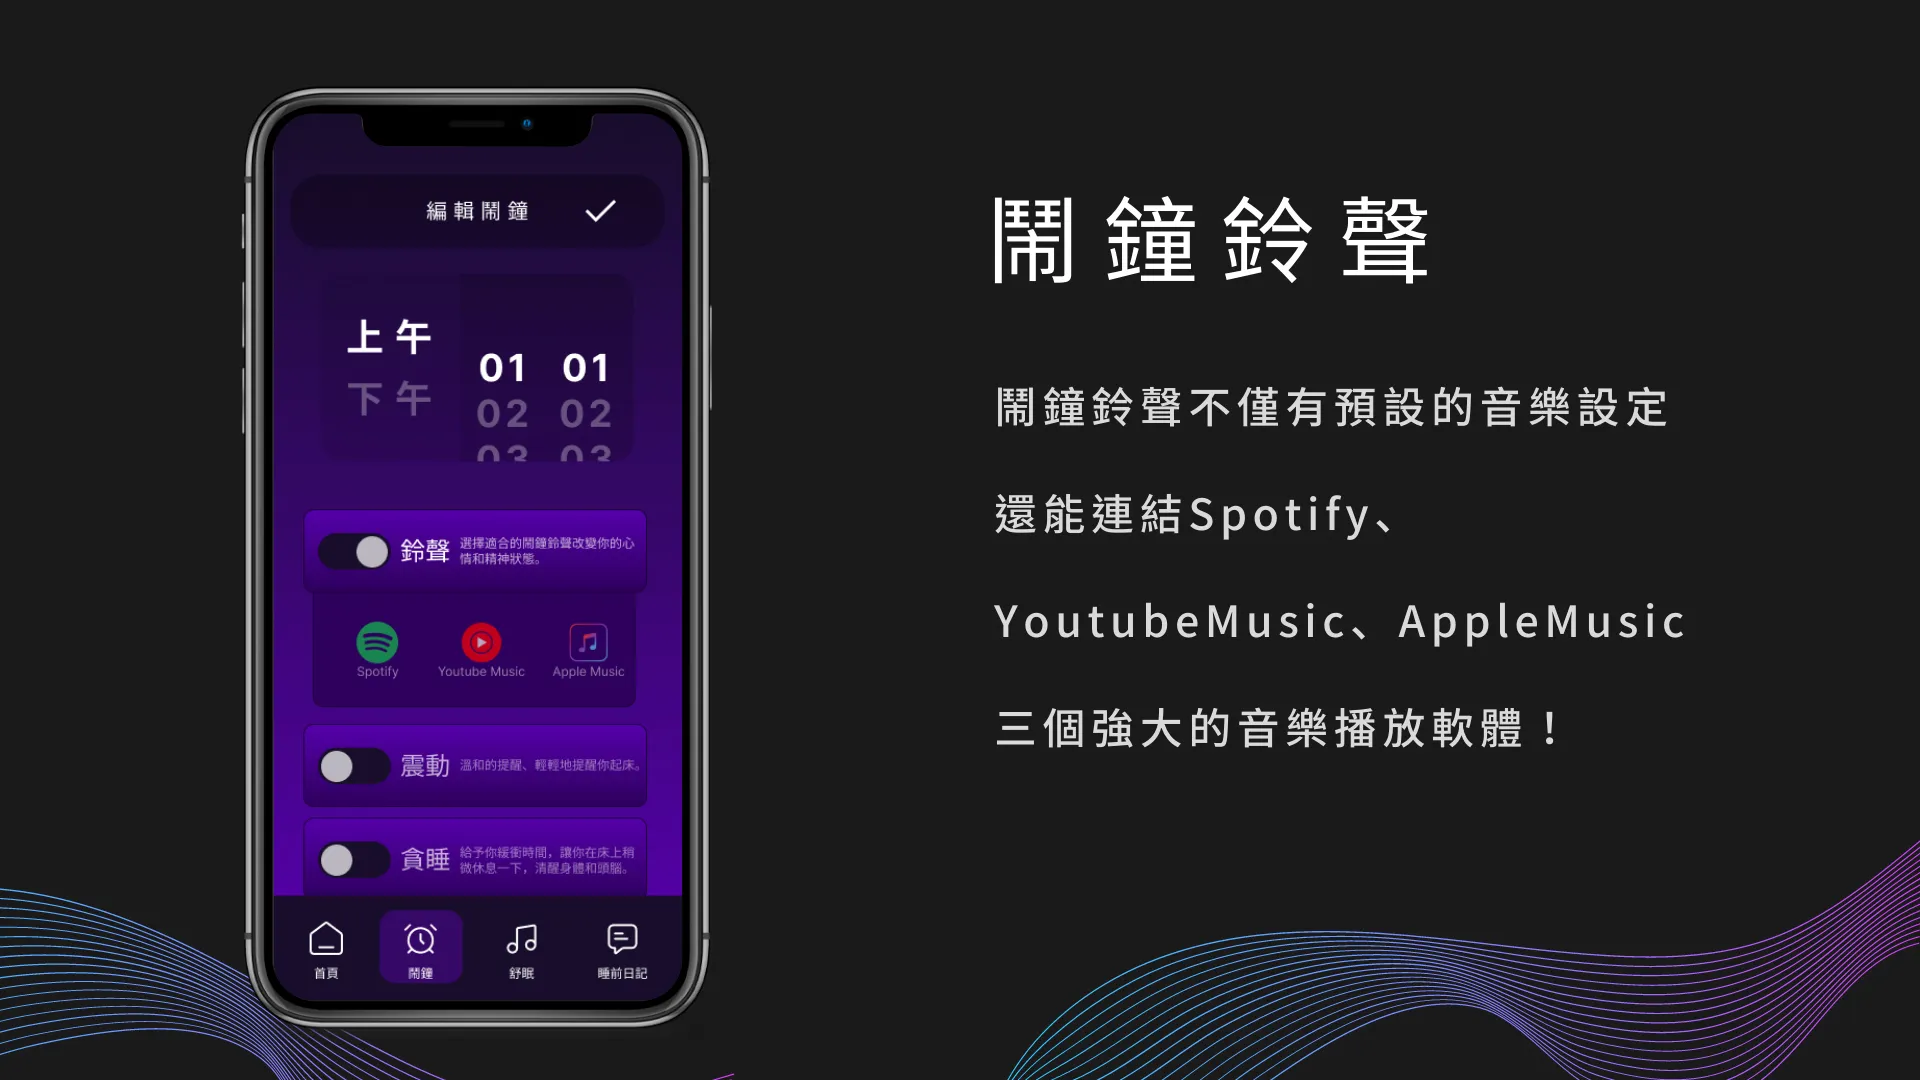 編輯鬧鐘
上午
下午
01 01
02 02
03 03
鈴聲
選擇適合的鬧鐘鈴聲改變你的心
情和精神狀態。
Spotify
Youtube Music
Apple Music
震動
溫和的提醒、輕輕地提醒你起床。
貪睡
給予你緩衝時間，讓你在床上稍
微休息一下，清醒身體和頭腦。
首頁
鬧鐘
舒眠
睡前日記
鬧鐘鈴聲
鬧鐘鈴聲不僅有預設的音樂設定
還能連結Spotify、
YoutubeMusic、AppleMusic
三個強大的音樂播放軟體！